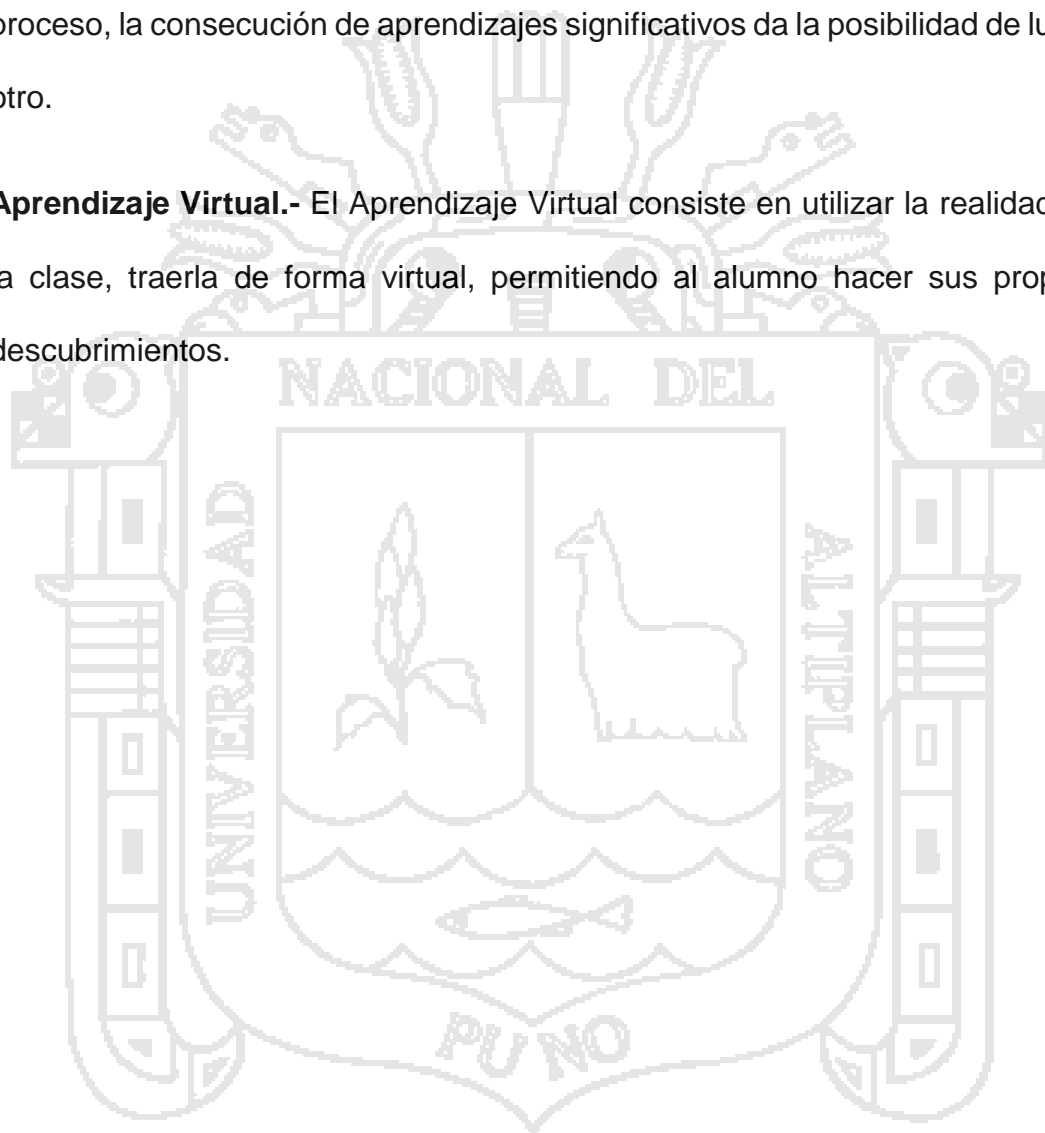 proceso, la consecución de aprendizajes significativos da la posibilidad de lu
otro.
Aprendizaje Virtual.- El Aprendizaje Virtual consiste en utilizar la realidad
la clase, traerla de forma virtual, permitiendo al alumno hacer sus prop
descubrimientos.
NACIONAL DEL
UNIVERSIDAD
ALTIPLANO
PUNO